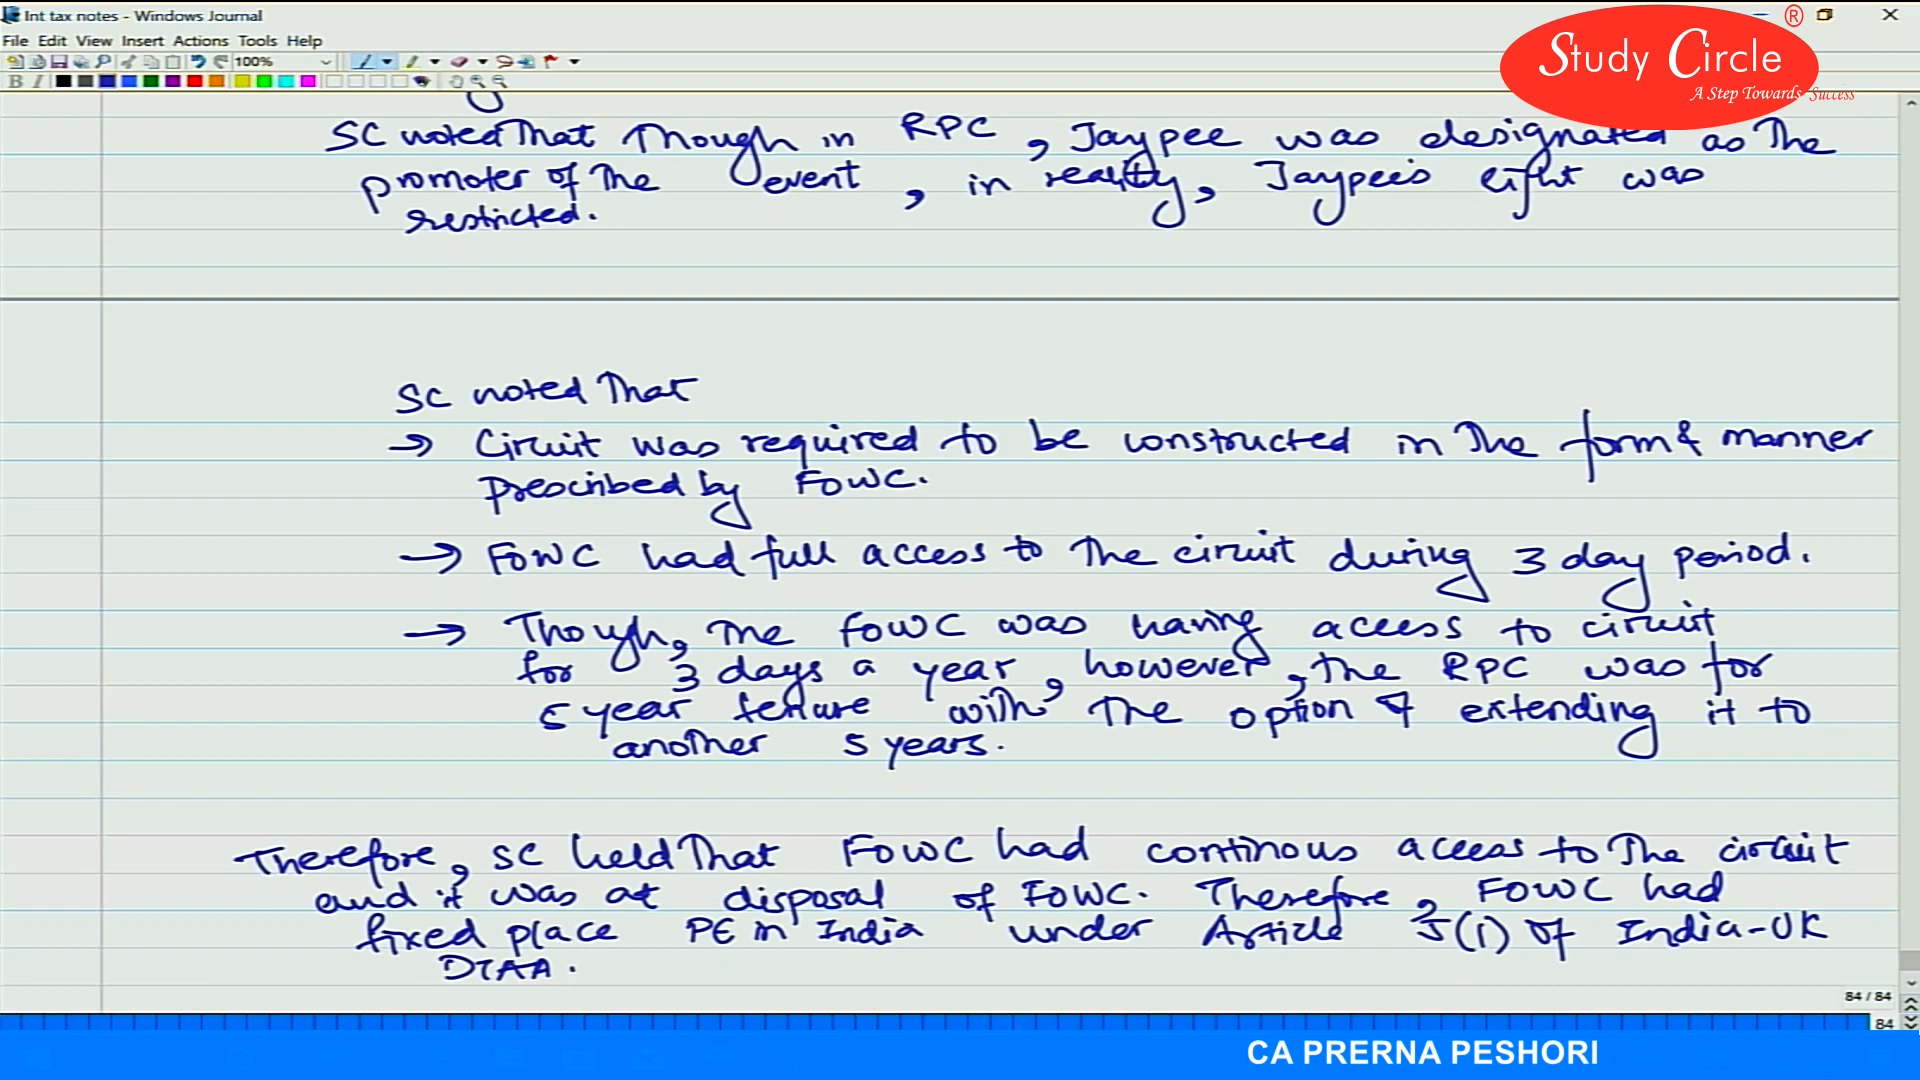 Int tax notes - Windows Journal
File Edit View Insert Actions Tools Help
100%
B I
Study Circle
®
A Step Towards Success
SC noted that though in RPC, Jaypee was designated as the
promoter of the event, in reality, Jaypee's right was
restricted.
SC noted that
→ Circuit was required to be constructed in the form & manner
prescribed by FOWC.
→ FOWC had full access to the circuit during 3 day period.
→ Though, the FOWC was having access to circuit
for 3 days a year, however, the RPC was for
5 year tenure with the option of extending it to
another 5 years.
Therefore, SC held that FOWC had continous access to the circuit
and it was at disposal of FOWC. Therefore, FOWC had
fixed place PE in India under Article 5(1) of India-UK
DTAA.
84 / 84
84
CA PRERNA PESHORI